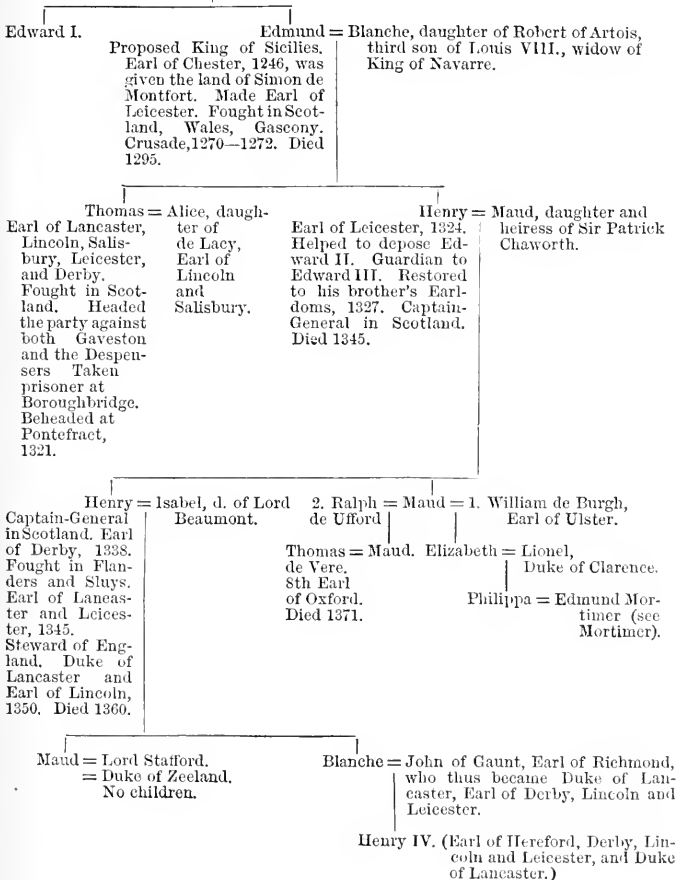 Edward I.
Edmund = Blanche, daughter of Robert of Artois,
third son of Louis VIII., widow of
King of Navarre.
Proposed King of Sicilies.
Earl of Chester, 1246, was
given the land of Simon de
Montfort. Made Earl of
Leicester. Fought in Scot-
land, Wales, Gascony.
Crusade, 1270—1272. Died
1295.
Thomas = Alice, daugh-
ter of
de Lacy,
Earl of
Lincoln
and
Salisbury.
Earl of Lancaster,
Lincoln, Salis-
bury, Leicester,
and Derby.
Fought in Scot-
land. Headed
the party against
both Gaveston
and the Despen-
sers Taken
prisoner at
Boroughbridge.
Beheaded at
Pontefract,
1321.
Henry = Maud, daughter and
heiress of Sir Patrick
Chaworth.
Earl of Leicester, 1324.
Helped to depose Ed-
ward II. Guardian to
Edward III. Restored
to his brother's Earl-
doms, 1327. Captain-
General in Scotland.
Died 1345.
Henry = Isabel, d. of Lord
Beaumont.
Captain-General
in Scotland. Earl
of Derby, 1338.
Fought in Flan-
ders and Sluys.
Earl of Lancas-
ter and Leices-
ter, 1345.
Steward of Eng-
land. Duke of
Lancaster and
Earl of Lincoln,
1350. Died 1360.
2. Ralph = Maud = 1. William de Burgh,
de Ufford
Earl of Ulster.
Thomas = Maud.
de Vere.
8th Earl
of Oxford.
Died 1371.
Elizabeth = Lionel,
Duke of Clarence.
Philippa = Edmund Mor-
timer (see
Mortimer).
Maud = Lord Stafford.
= Duke of Zeeland.
No children.
Blanche = John of Gaunt, Earl of Richmond,
who thus became Duke of Lan-
caster, Earl of Derby, Lincoln and
Leicester.
Henry IV. (Earl of Hereford, Derby, Lin-
coln and Leicester, and Duke
of Lancaster.)